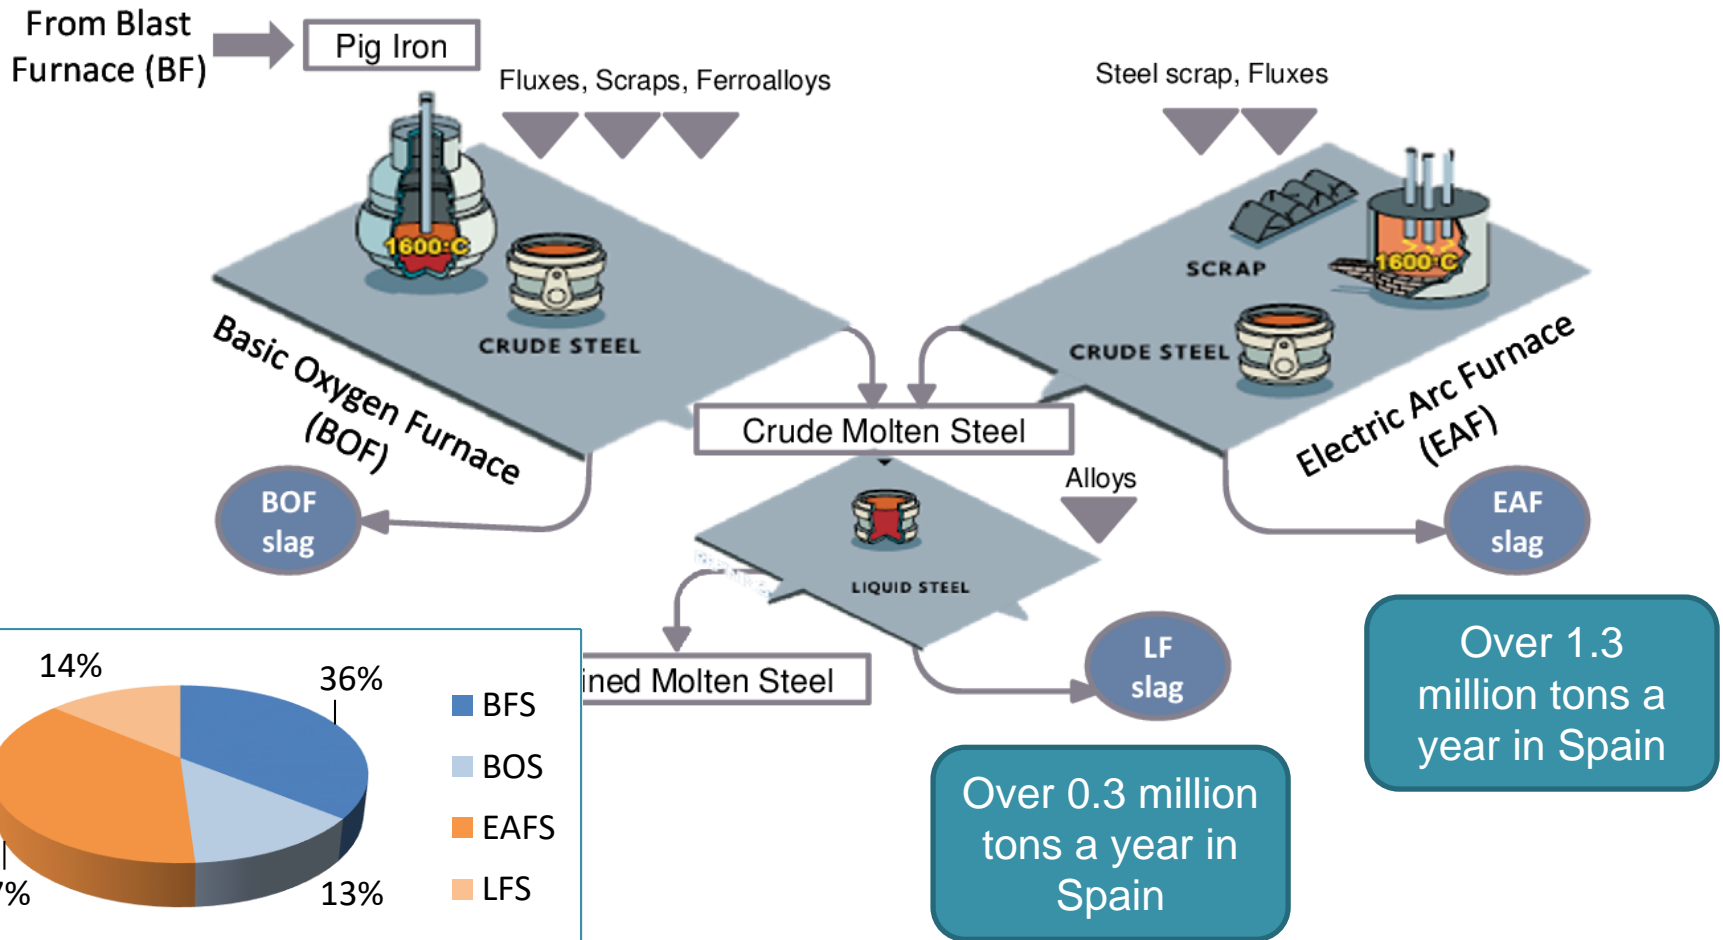 From Blast
Furnace (BF)
Pig Iron
Fluxes, Scraps, Ferroalloys
Steel scrap, Fluxes
1600°C
CRUDE STEEL
Basic Oxygen Furnace
(BOF)
SCRAP
1600°C
CRUDE STEEL
Electric Arc Furnace
(EAF)
Crude Molten Steel
Alloys
BOF
slag
EAF
slag
LIQUID STEEL
ined Molten Steel
LF
slag
Over 1.3
million tons a
year in Spain
Over 0.3 million
tons a year in
Spain
14%
36%
7%
13%
BFS
BOS
EAFS
LFS